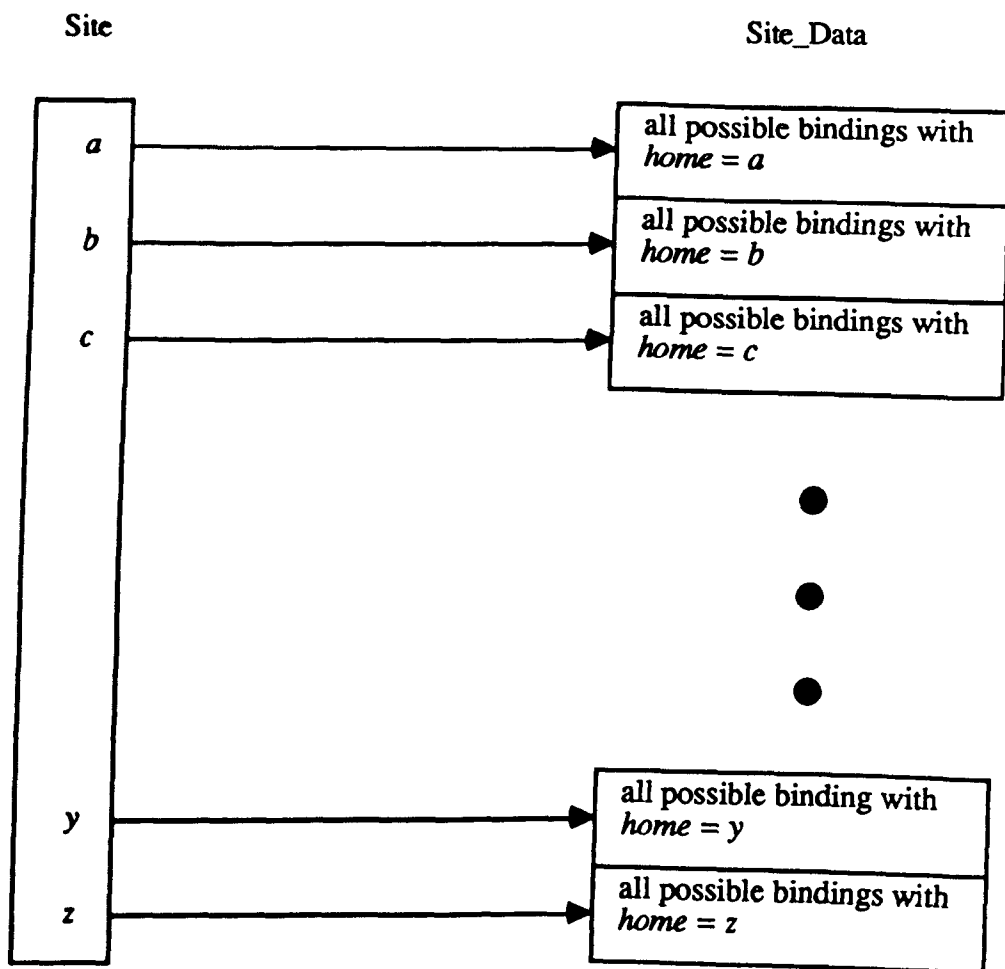 Site
Site_Data
a
all possible bindings with
home = a
b
all possible bindings with
home = b
c
all possible bindings with
home = c
y
all possible binding with
home = y
z
all possible bindings with
home = z